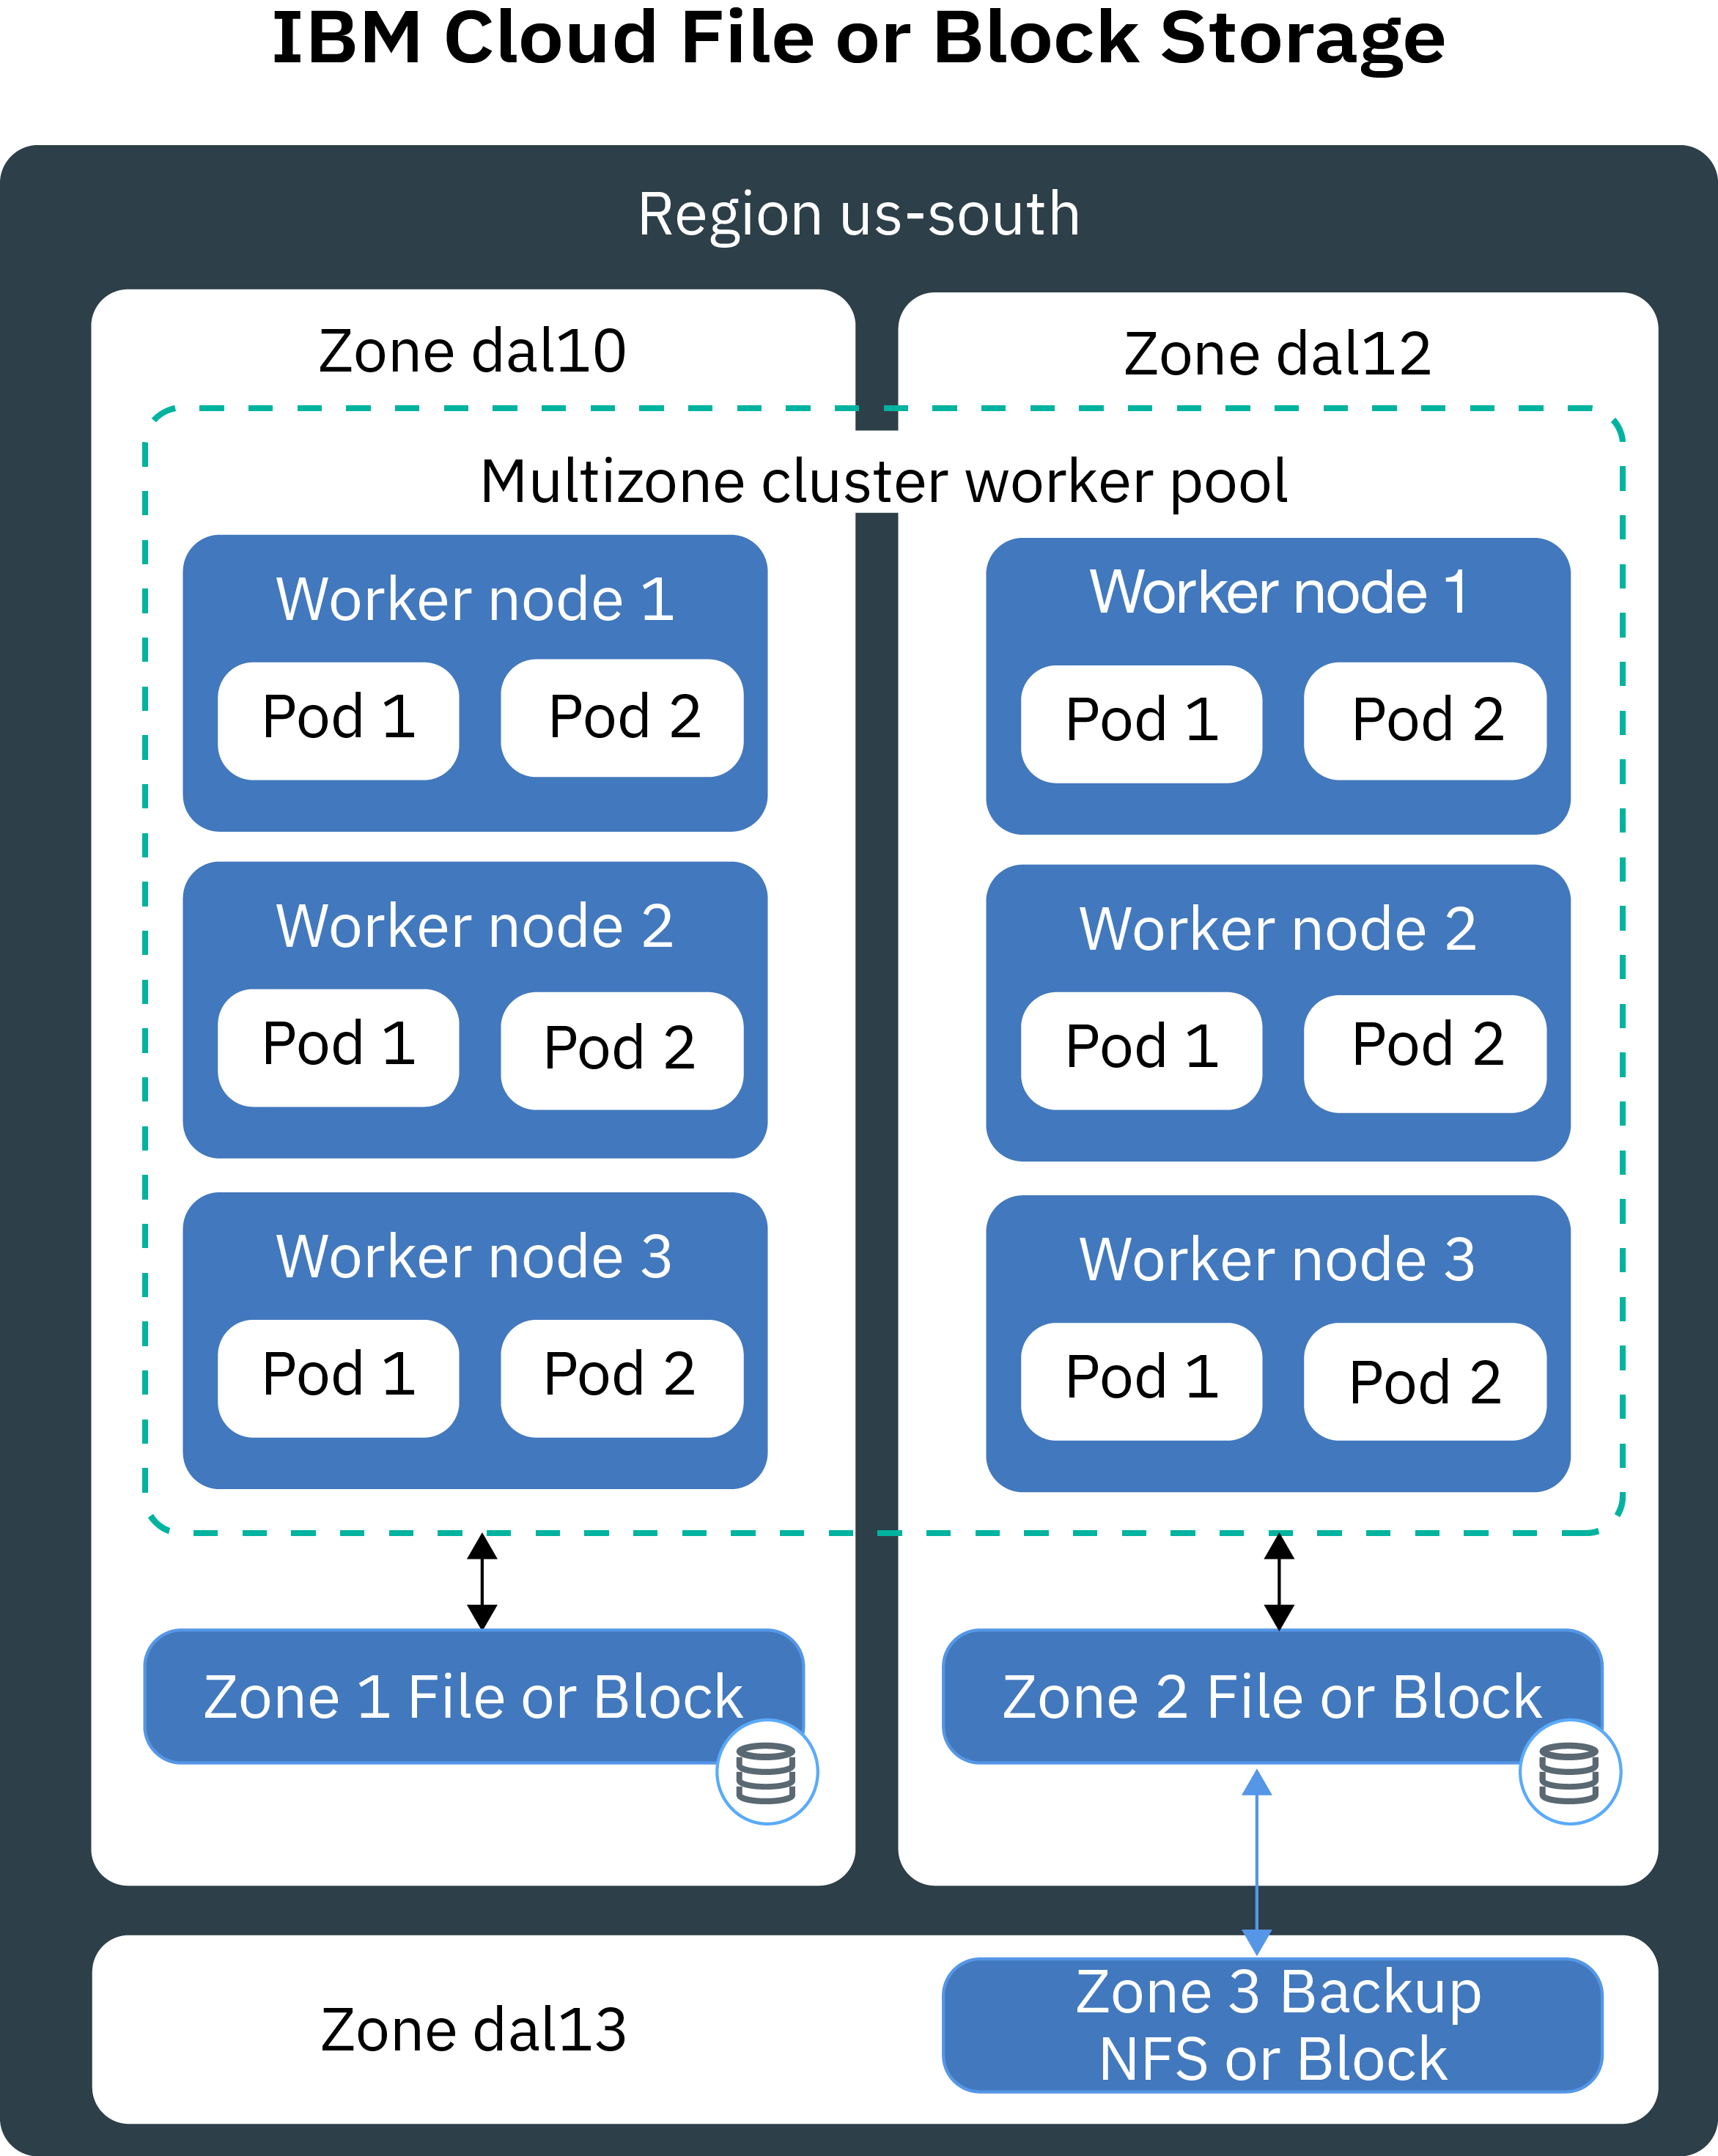 IBM Cloud File or Block Storage
Region us-south
Zone dal10
Zone dal12
Multizone cluster worker pool
Worker node 1
Pod 1
Pod 2
Worker node 2
Pod 1
Pod 2
Worker node 3
Pod 1
Pod 2
Worker node 1
Pod 1
Pod 2
Worker node 2
Pod 1
Pod 2
Worker node 3
Pod 1
Pod 2
Zone 1 File or Block
Zone 2 File or Block
Zone dal13
Zone 3 Backup
NFS or Block